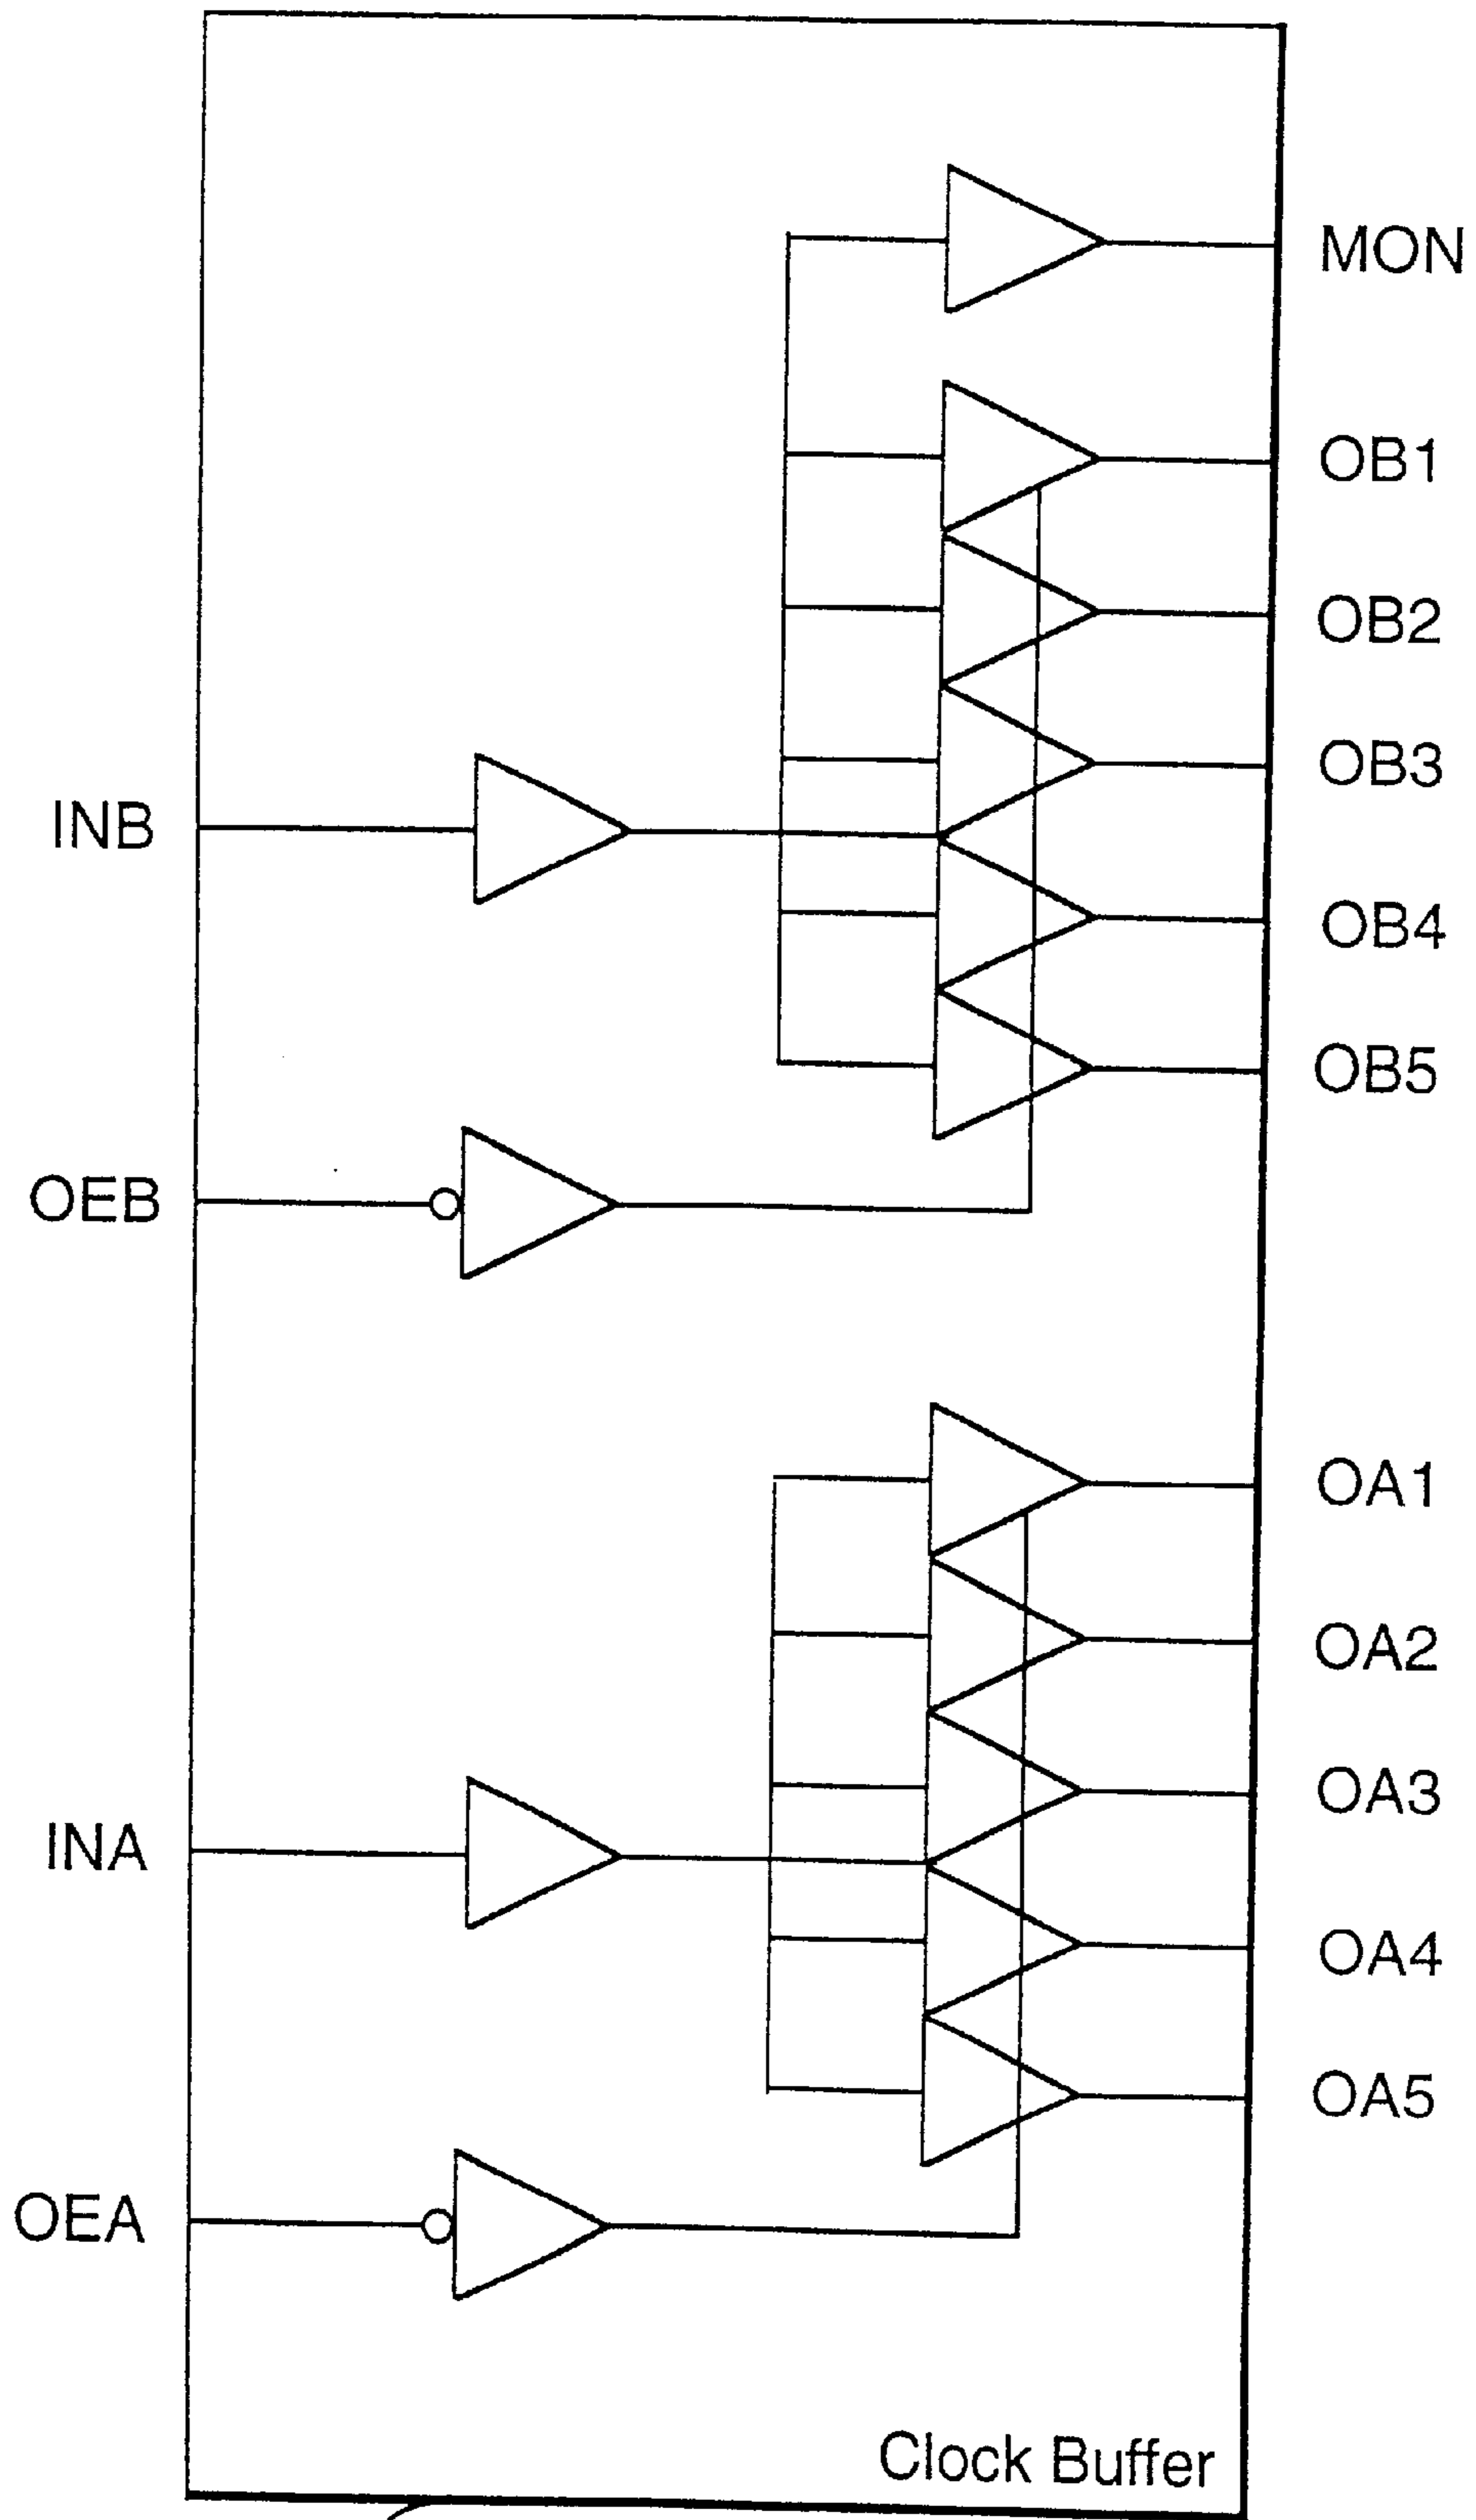 MON
OB1
OB2
OB3
INB
OB4
OB5
OEB
OA1
OA2
OA3
INA
OA4
OA5
OEA
Clock Buffer